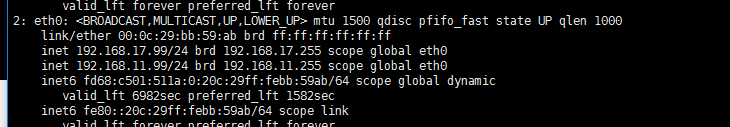 valid_lft forever preferred_lft forever
2: eth0: <BROADCAST,MULTICAST,UP,LOWER_UP> mtu 1500 qdisc pfifo_fast state UP qlen 1000
link/ether 00:0c:29:bb:59:ab brd ff:ff:ff:ff:ff:ff
inet 192.168.17.99/24 brd 192.168.17.255 scope global eth0
inet 192.168.11.99/24 brd 192.168.11.255 scope global eth0
inet6 fd68:c501:511a:0:20c:29ff:febb:59ab/64 scope global dynamic
valid_lft 6982sec preferred_lft 1582sec
inet6 fe80::20c:29ff:febb:59ab/64 scope link
valid_lft forever preferred_lft forever